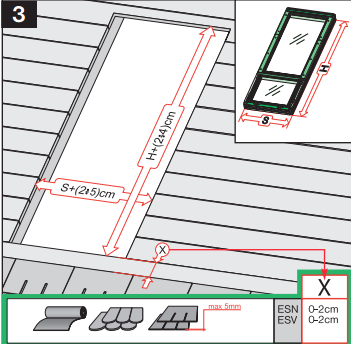 3
H
S
H+(2÷4)cm
S+(2÷5)cm
X
X
max 5mm
ESN 0-2cm
ESV 0-2cm